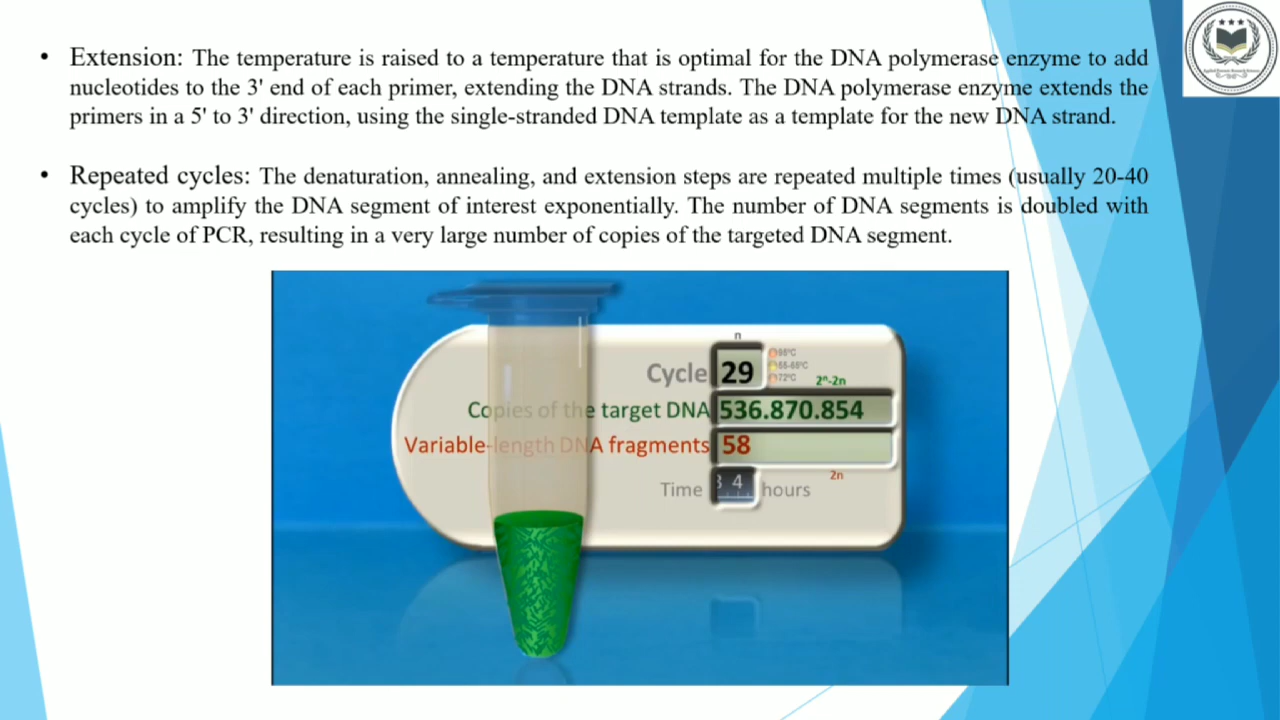 • Extension: The temperature is raised to a temperature that is optimal for the DNA polymerase enzyme to add
nucleotides to the 3' end of each primer, extending the DNA strands. The DNA polymerase enzyme extends the
primers in a 5' to 3' direction, using the single-stranded DNA template as a template for the new DNA strand.
• Repeated cycles: The denaturation, annealing, and extension steps are repeated multiple times (usually 20-40
cycles) to amplify the DNA segment of interest exponentially. The number of DNA segments is doubled with
each cycle of PCR, resulting in a very large number of copies of the targeted DNA segment.
n
Cycle 29
72ºC
2ⁿ-2n
Copies of the target DNA 536.870.854
Variable-length DNA fragments 58
2n
Time 3 4 hours